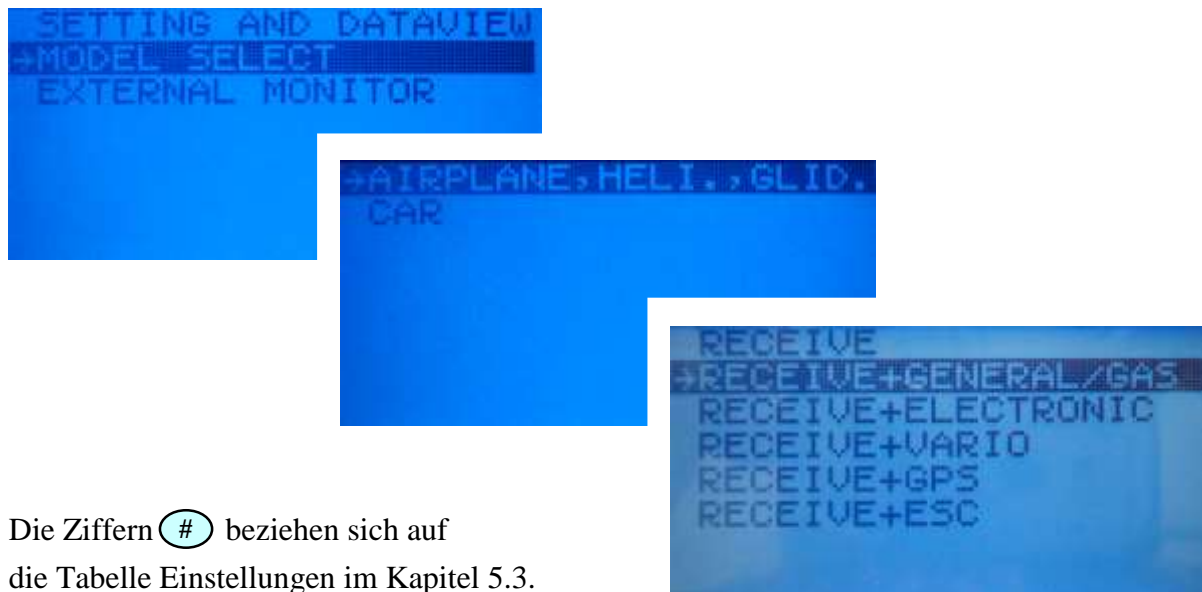 SETTING AND DATAVIEW
→MODEL SELECT
EXTERNAL MONITOR
→AIRPLANE,HELI.,GLID.
CAR
RECEIVE
→RECEIVE+GENERAL/GAS
RECEIVE+ELECTRONIC
RECEIVE+VARIO
RECEIVE+GPS
RECEIVE+ESC
Die Ziffern # beziehen sich auf
die Tabelle Einstellungen im Kapitel 5.3.